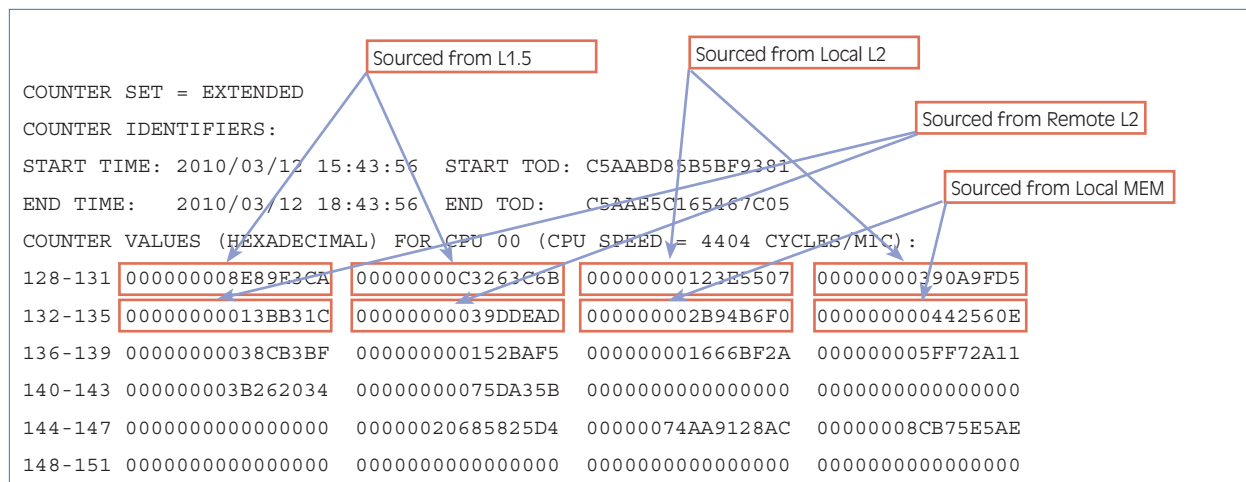 Sourced from L1.5
Sourced from Local L2
COUNTER SET = EXTENDED
COUNTER IDENTIFIERS:
Sourced from Remote L2
START TIME: 2010/03/12 15:43:56 START TOD: C5AABD85B5BF9381
Sourced from Local MEM
END TIME: 2010/03/12 18:43:56 END TOD: C5AAE5C165467C05
COUNTER VALUES (HEXADECIMAL) FOR CPU 00 (CPU SPEED = 4404 CYCLES/MIC):
128-131 000000008E89E3CA 00000000C3263C6B 00000000123E5507 00000000390A9FD5
132-135 00000000013BB31C 00000000039DDEAD 000000002B94B6F0 000000000442560E
136-139 00000000038CB3BF 000000000152BAF5 000000001666BF2A 000000005FF72A11
140-143 000000003B262034 00000000075DA35B 0000000000000000 0000000000000000
144-147 0000000000000000 00000020685825D4 00000074AA9128AC 00000008CB75E5AE
148-151 0000000000000000 0000000000000000 0000000000000000 0000000000000000